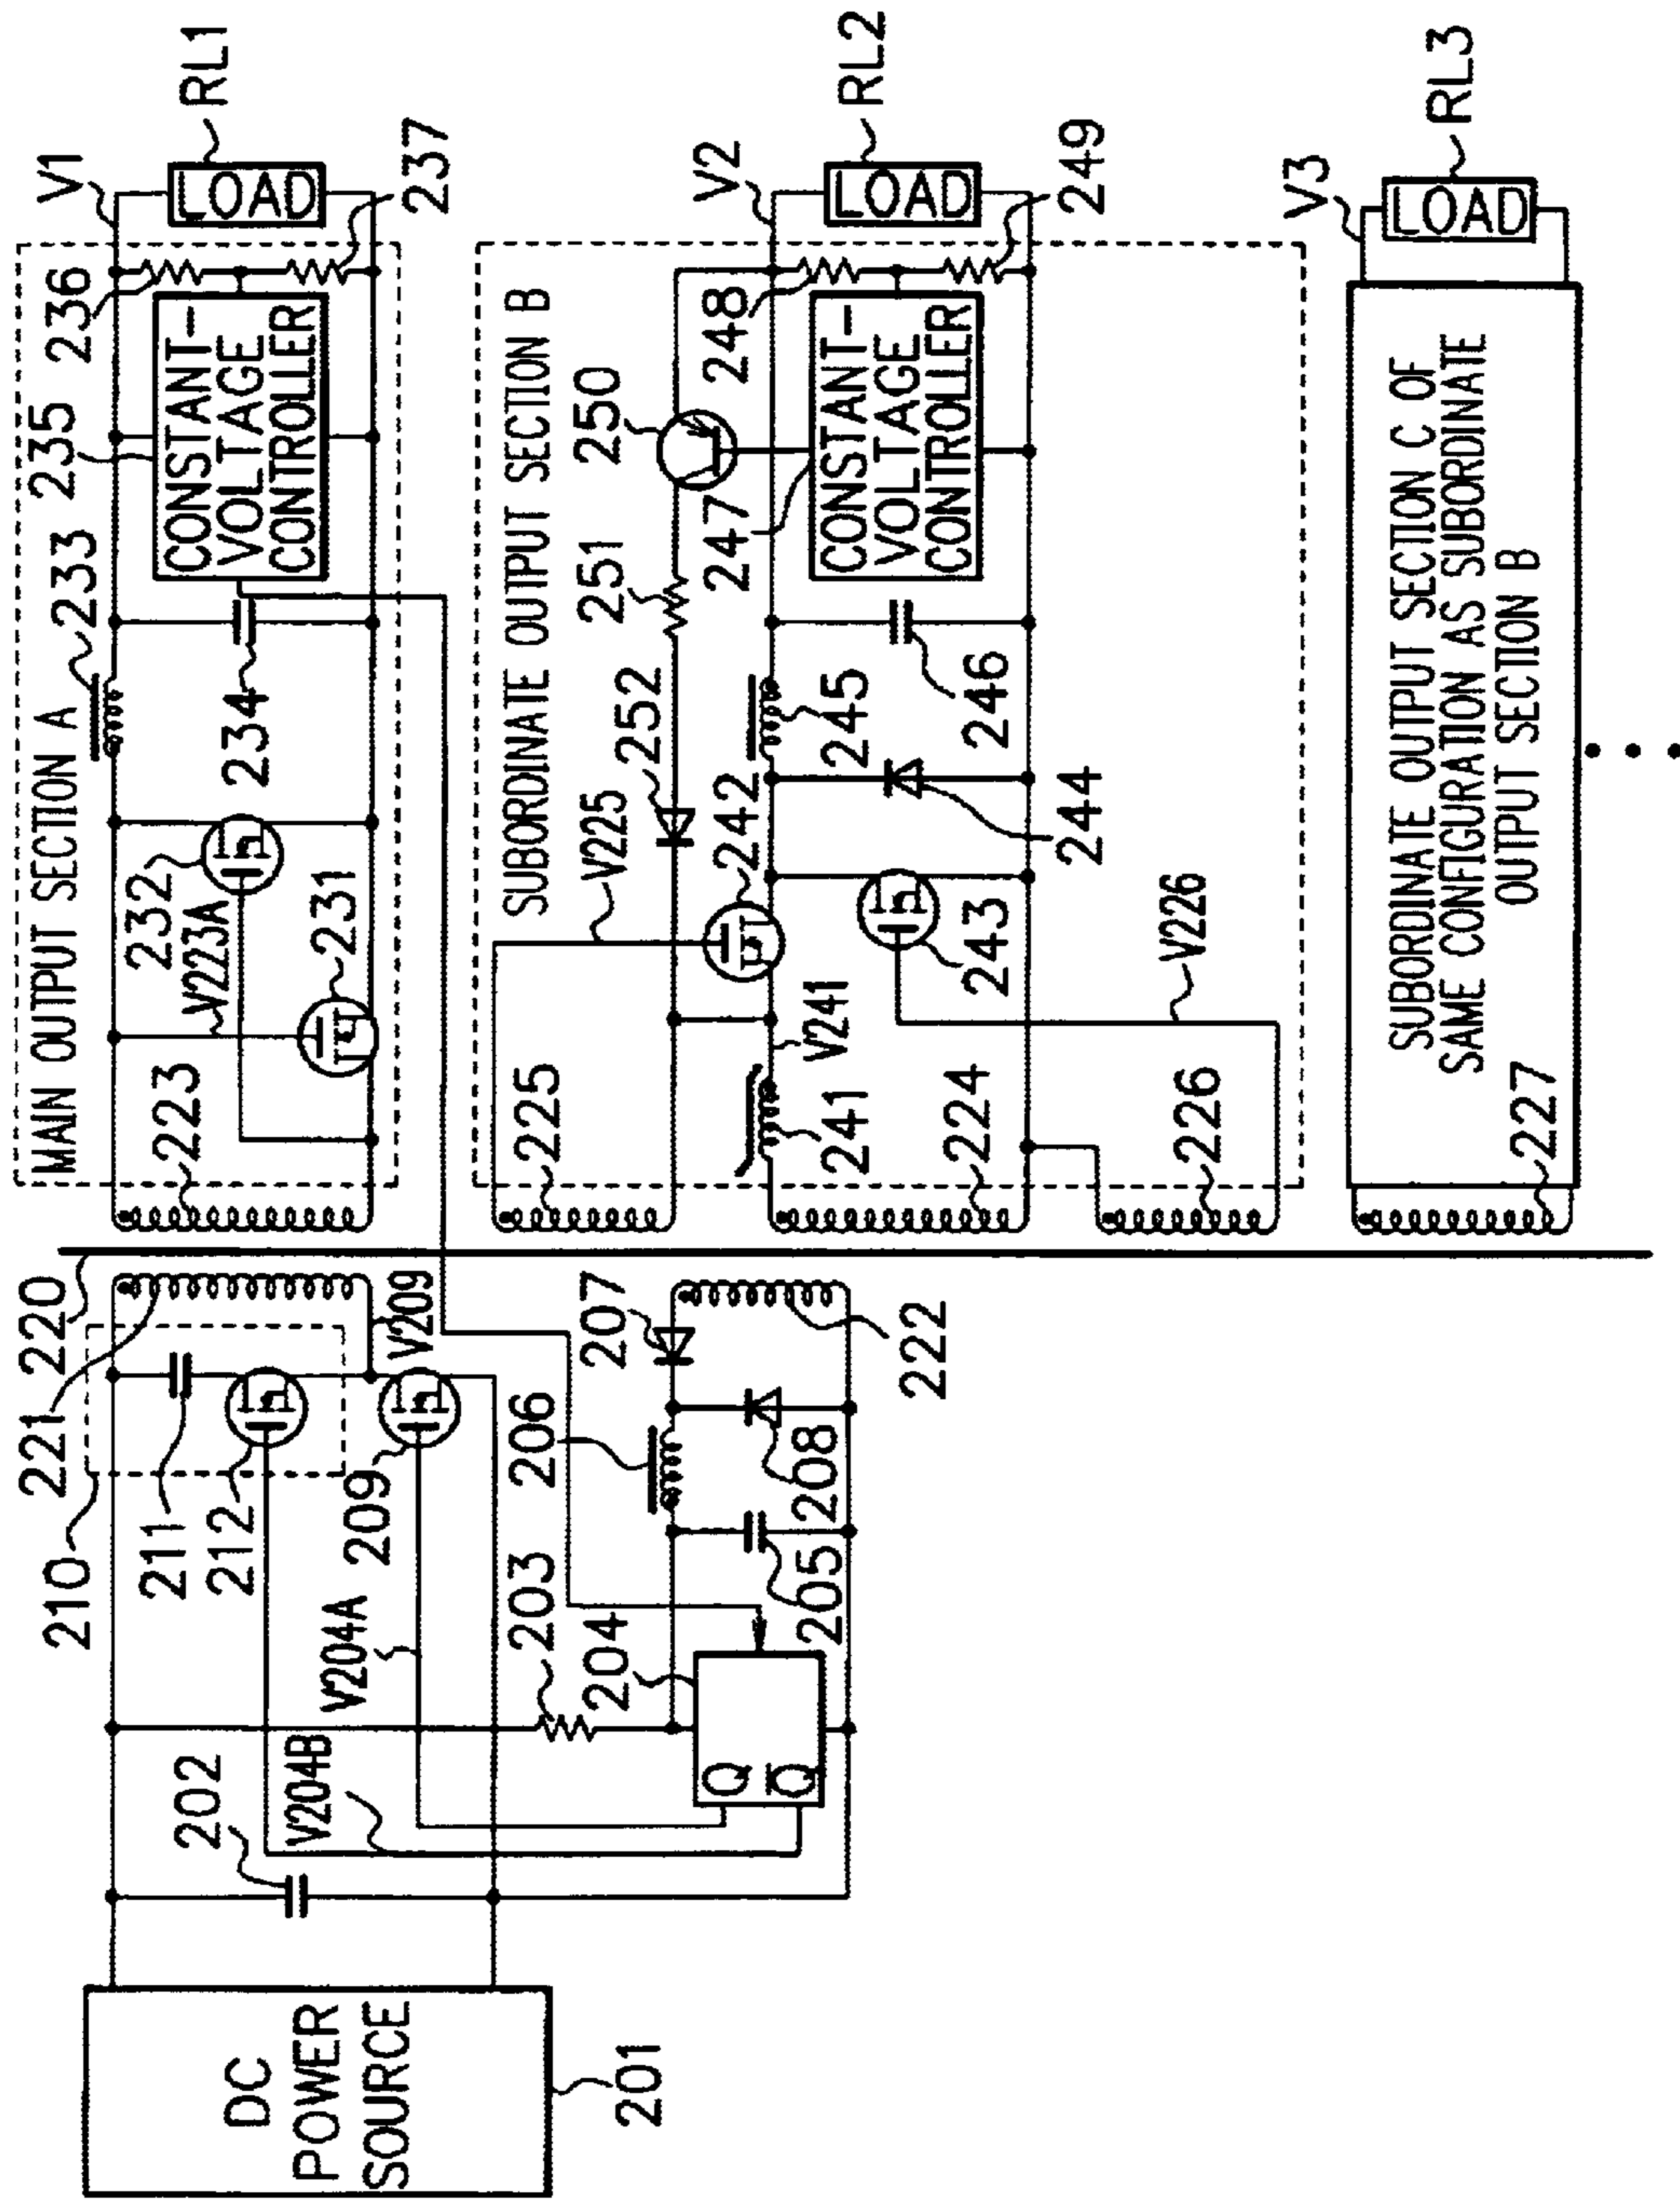 DC
POWER
SOURCE
201
202
210
211
212
221
220
209
V209
V204A
V204B
203
204
Q
Q̅
205
206
207
208
222
MAIN OUTPUT SECTION A
223
V223A
231
232
233
234
235
236
237
CONSTANT-
VOLTAGE
CONTROLLER
V1
LOAD
RL1
SUBORDINATE OUTPUT SECTION B
225
V225
241
V241
224
226
V226
242
243
244
245
246
252
251
250
247
248
249
CONSTANT-
VOLTAGE
CONTROLLER
V2
LOAD
RL2
SUBORDINATE OUTPUT SECTION C OF
SAME CONFIGURATION AS SUBORDINATE
OUTPUT SECTION B
227
V3
LOAD
RL3